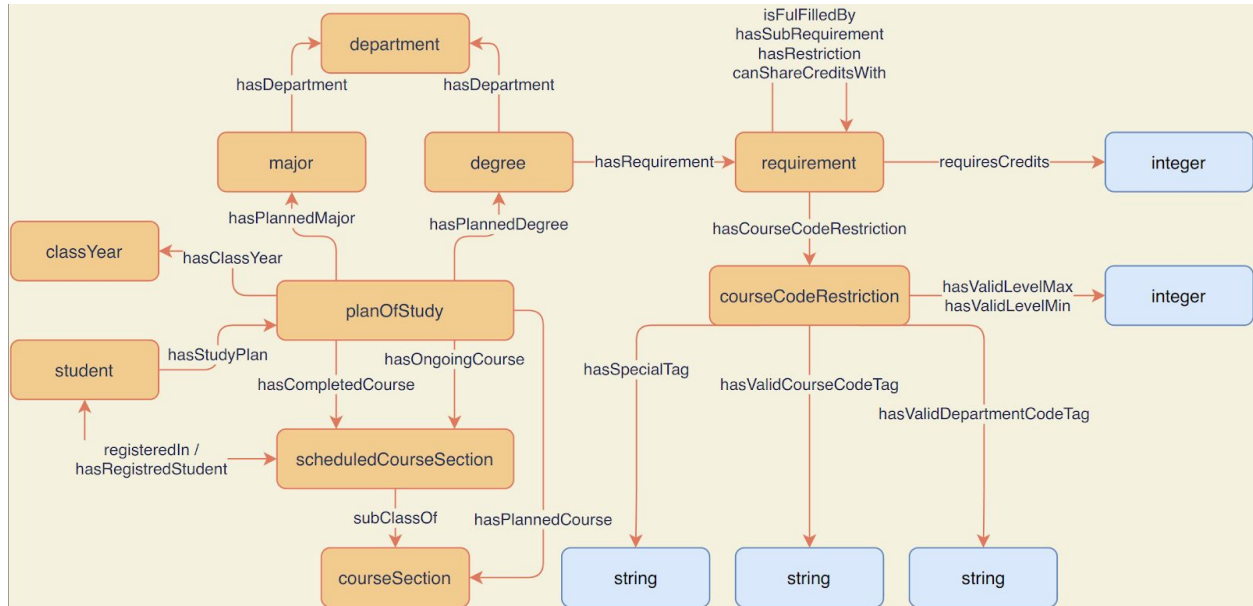 isFulFilledBy
hasSubRequirement
hasRestriction
canShareCreditsWith
department
hasDepartment
hasDepartment
major
degree
hasRequirement
requirement
requiresCredits
integer
hasPlannedMajor
hasPlannedDegree
hasCourseCodeRestriction
classYear
hasClassYear
planOfStudy
courseCodeRestriction
hasValidLevelMax
hasValidLevelMin
integer
student
hasStudyPlan
hasCompletedCourse
hasOngoingCourse
hasSpecialTag
hasValidCourseCodeTag
hasValidDepartmentCodeTag
registeredIn /
hasRegistredStudent
scheduledCourseSection
subClassOf
hasPlannedCourse
courseSection
string
string
string